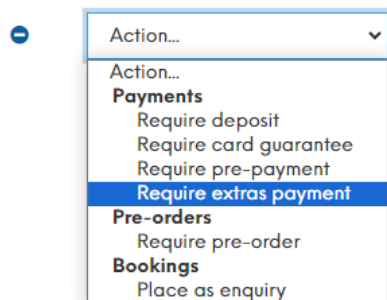 Action...
Action...
Payments
Require deposit
Require card guarantee
Require pre-payment
Require extras payment
Pre-orders
Require pre-order
Bookings
Place as enquiry